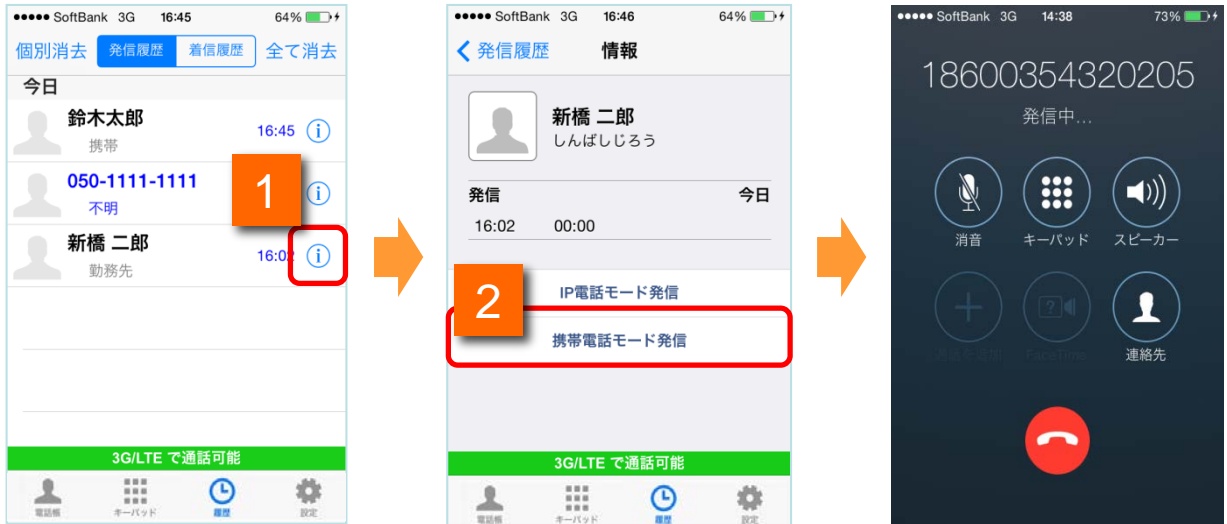 SoftBank 3G 16:45 64%
個別消去 発信履歴 着信履歴 全て消去
今日
鈴木太郎
携帯
16:45
050-1111-1111
不明
1
新橋 二郎
勤務先
16:02
3G/LTE で通話可能
電話帳 キーパッド 履歴 設定
SoftBank 3G 16:46 64%
発信履歴 情報
新橋 二郎
しんばしじろう
発信 今日
16:02 00:00
IP電話モード発信
2
携帯電話モード発信
3G/LTE で通話可能
電話帳 キーパッド 履歴 設定
SoftBank 3G 14:38 73%
18600354320205
発信中...
消音 キーパッド スピーカー
FaceTime 連絡先